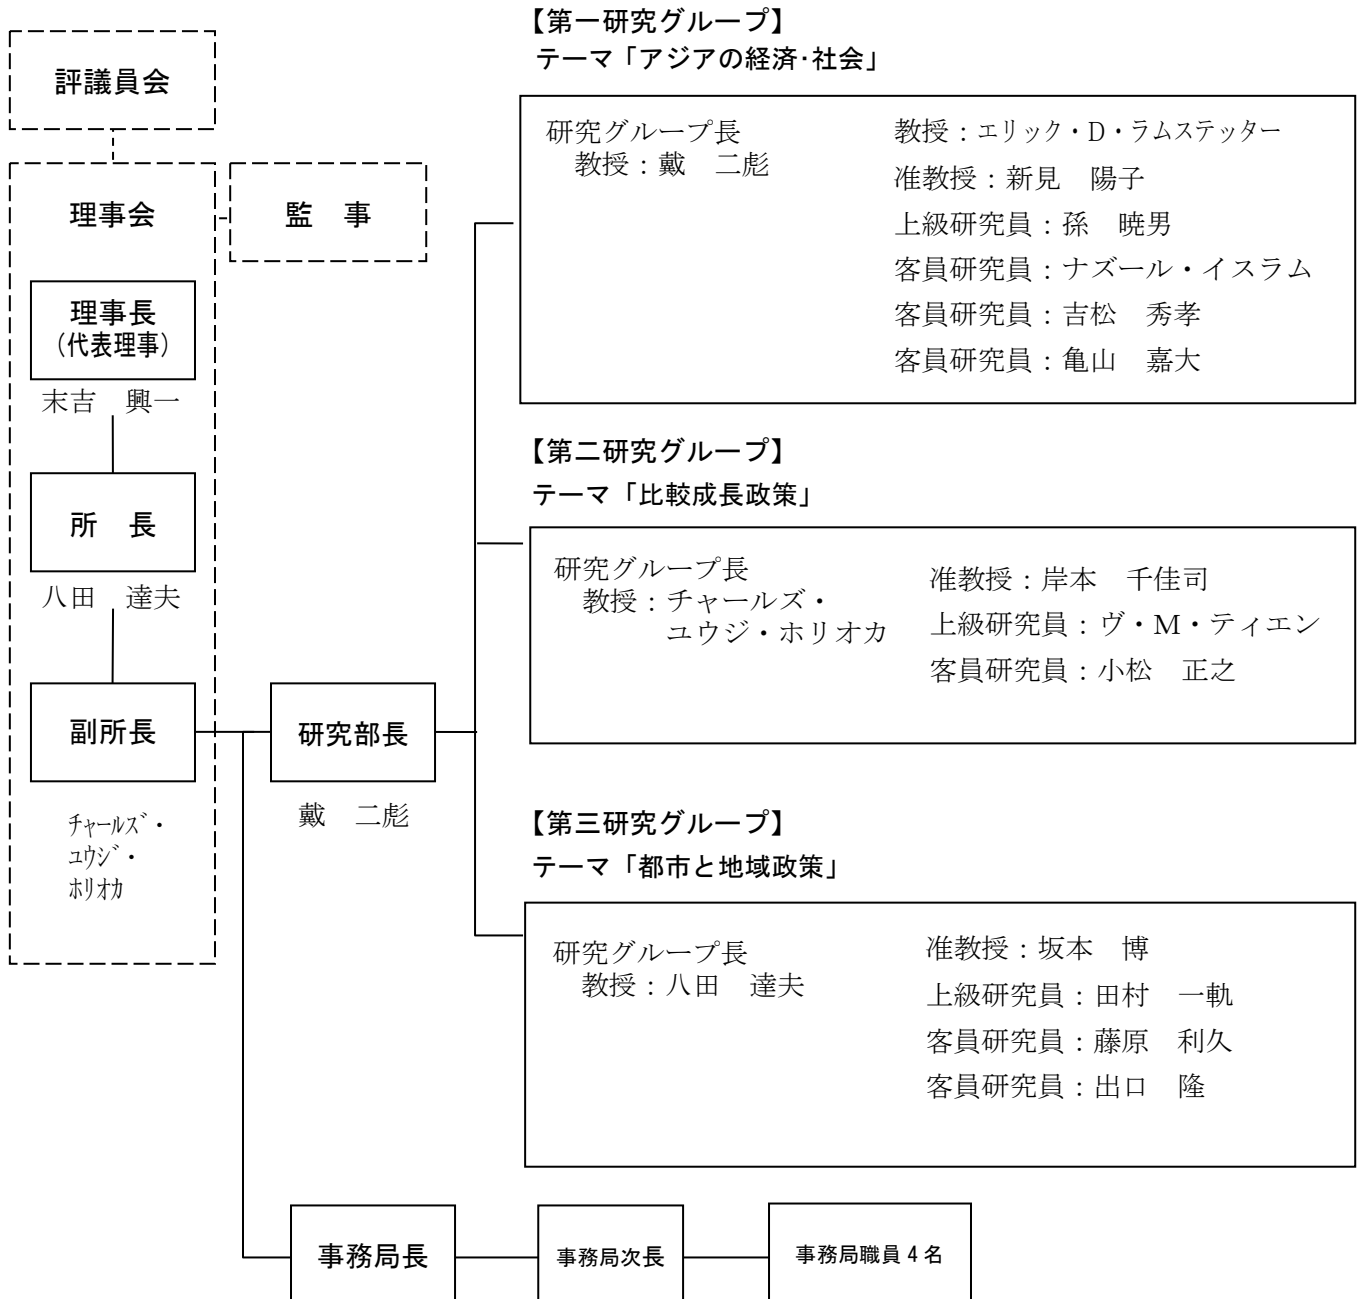 評議員会
理事会
監　事
理事長
(代表理事)
末吉　興一
所　長
八田　達夫
副所長
チャールズ・
ユウジ・
ホリオカ
研究部長
戴　二彪
【第一研究グループ】
テーマ「アジアの経済・社会」
研究グループ長
教授：戴　二彪
教授：エリック・D・ラムステッター
准教授：新見　陽子
上級研究員：孫　暁男
客員研究員：ナズール・イスラム
客員研究員：吉松　秀孝
客員研究員：亀山　嘉大
【第二研究グループ】
テーマ「比較成長政策」
研究グループ長
教授：チャールズ・
ユウジ・ホリオカ
准教授：岸本　千佳司
上級研究員：ヴ・M・ティエン
客員研究員：小松　正之
【第三研究グループ】
テーマ「都市と地域政策」
研究グループ長
教授：八田　達夫
准教授：坂本　博
上級研究員：田村　一軌
客員研究員：藤原　利久
客員研究員：出口　隆
事務局長
事務局次長
事務局職員４名